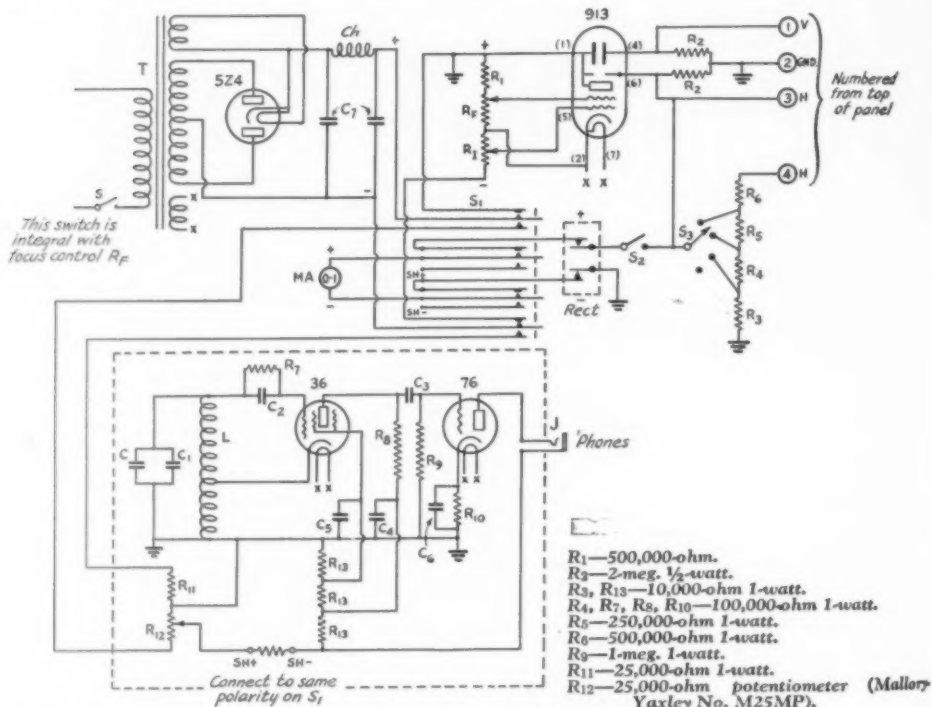 913
+
Ch
+
(1)
(4)
1
V
R2
T
5Z4
C7
R1
2
GND.
R2
(6)
RF
(5)
3
H
Numbered
from top
of panel
RI
(2)
(7)
S
x
-
-
x
x
4
H
This switch is
integral with
focus control RF
x
S1
R6
+
S3
R5
+
S2
MA
0-1
SH+
R4
-
SH-
-
Rect
R3
R7
36
C3
76
C2
J
'Phones
L
R8
C
C1
R9
x x
x x
C5
C4
C6
R10
R13
R11
R13
R12
R13
SH+
SH-
Connect to same
polarity on S1
R1—500,000-ohm.
R2—2-meg. ½-watt.
R3, R13—10,000-ohm 1-watt.
R4, R7, R8, R10—100,000-ohm 1-watt.
R5—250,000-ohm 1-watt.
R6—500,000-ohm 1-watt.
R9—1-meg. 1-watt.
R11—25,000-ohm 1-watt.
R12—25,000-ohm potentiometer (Mallory-
Yaxley No. M25MP).